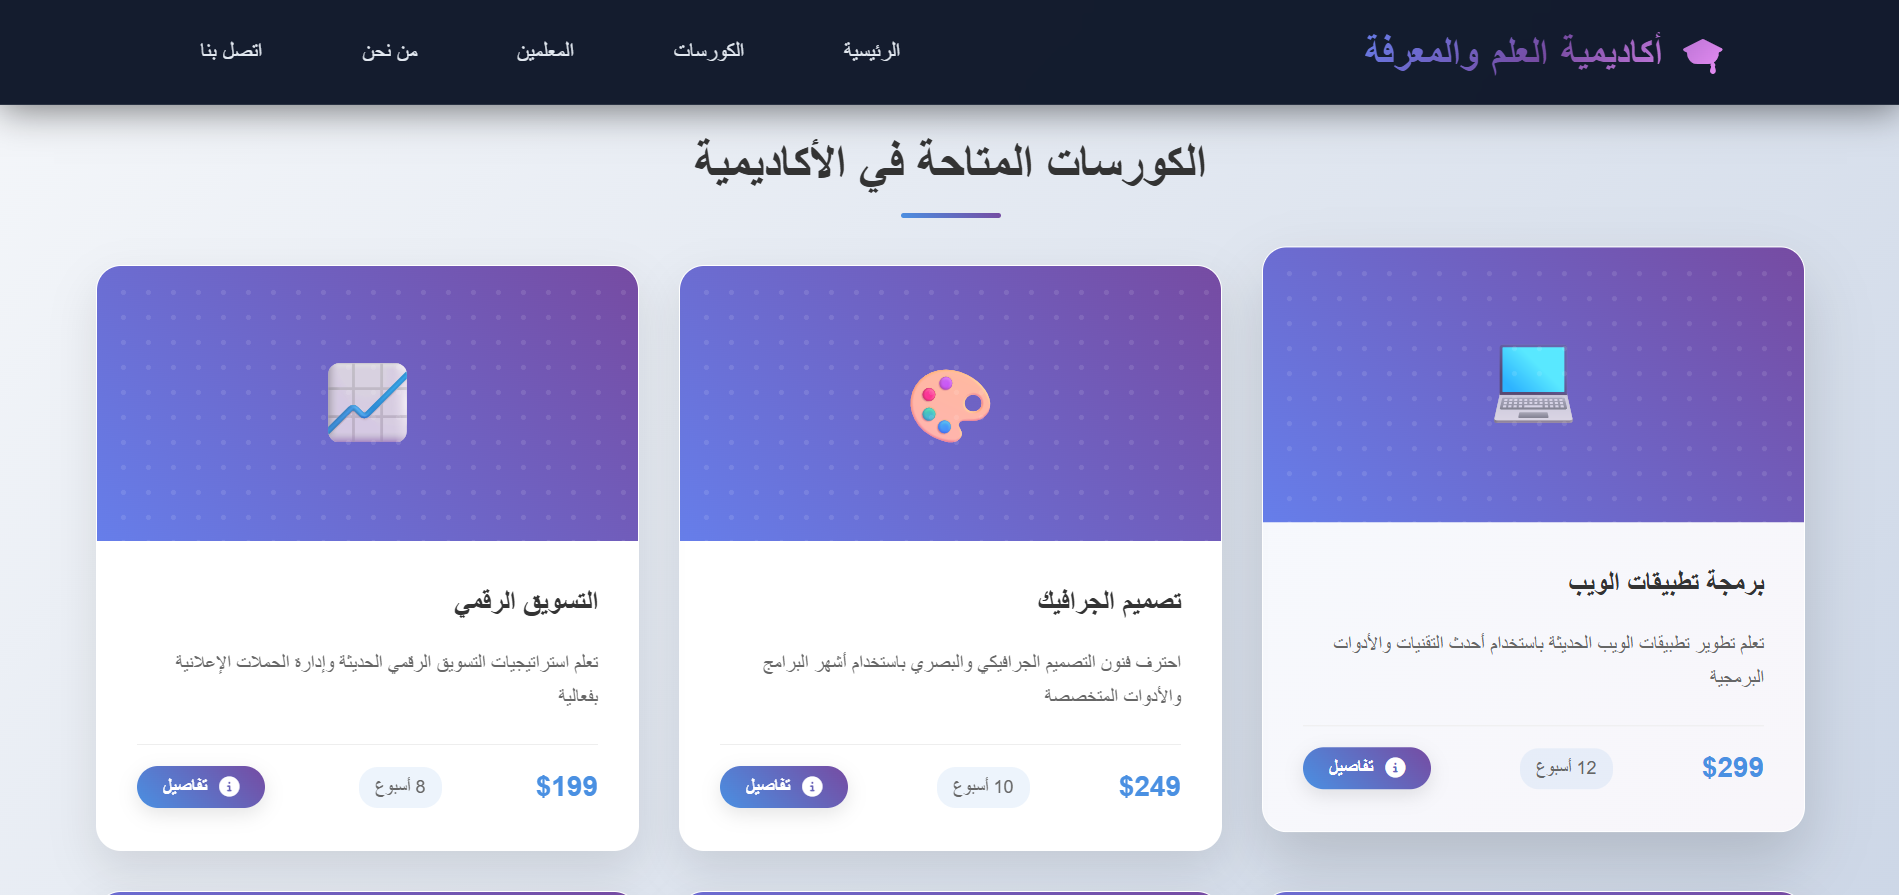 أكاديمية العلم والمعرفة
الرئيسية
الكورسات
المعلمين
من نحن
اتصل بنا
الكورسات المتاحة في الأكاديمية
برمجة تطبيقات الويب
تعلم تطوير تطبيقات الويب الحديثة باستخدام أحدث التقنيات والأدوات
البرمجية
$299
12 أسبوع
تفاصيل
تصميم الجرافيك
احترف فنون التصميم الجرافيكي والبصري باستخدام أشهر البرامج
والأدوات المتخصصة
$249
10 أسبوع
تفاصيل
التسويق الرقمي
تعلم استراتيجيات التسويق الرقمي الحديثة وإدارة الحملات الإعلانية
بفعالية
$199
8 أسبوع
تفاصيل